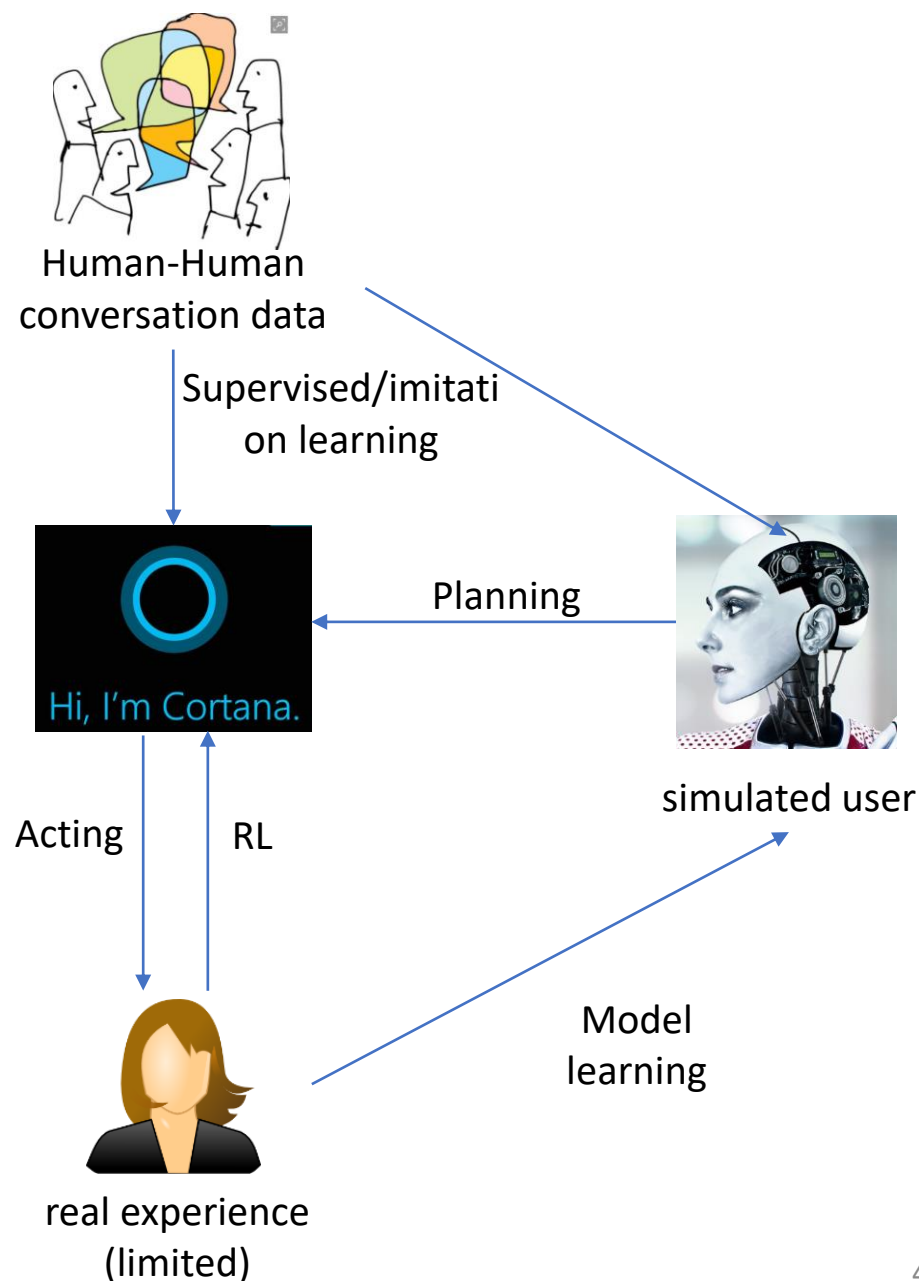 Human-Human
conversation data
Supervised/imitati
on learning
Planning
Hi, I'm Cortana.
simulated user
Acting
RL
Model
learning
real experience
(limited)